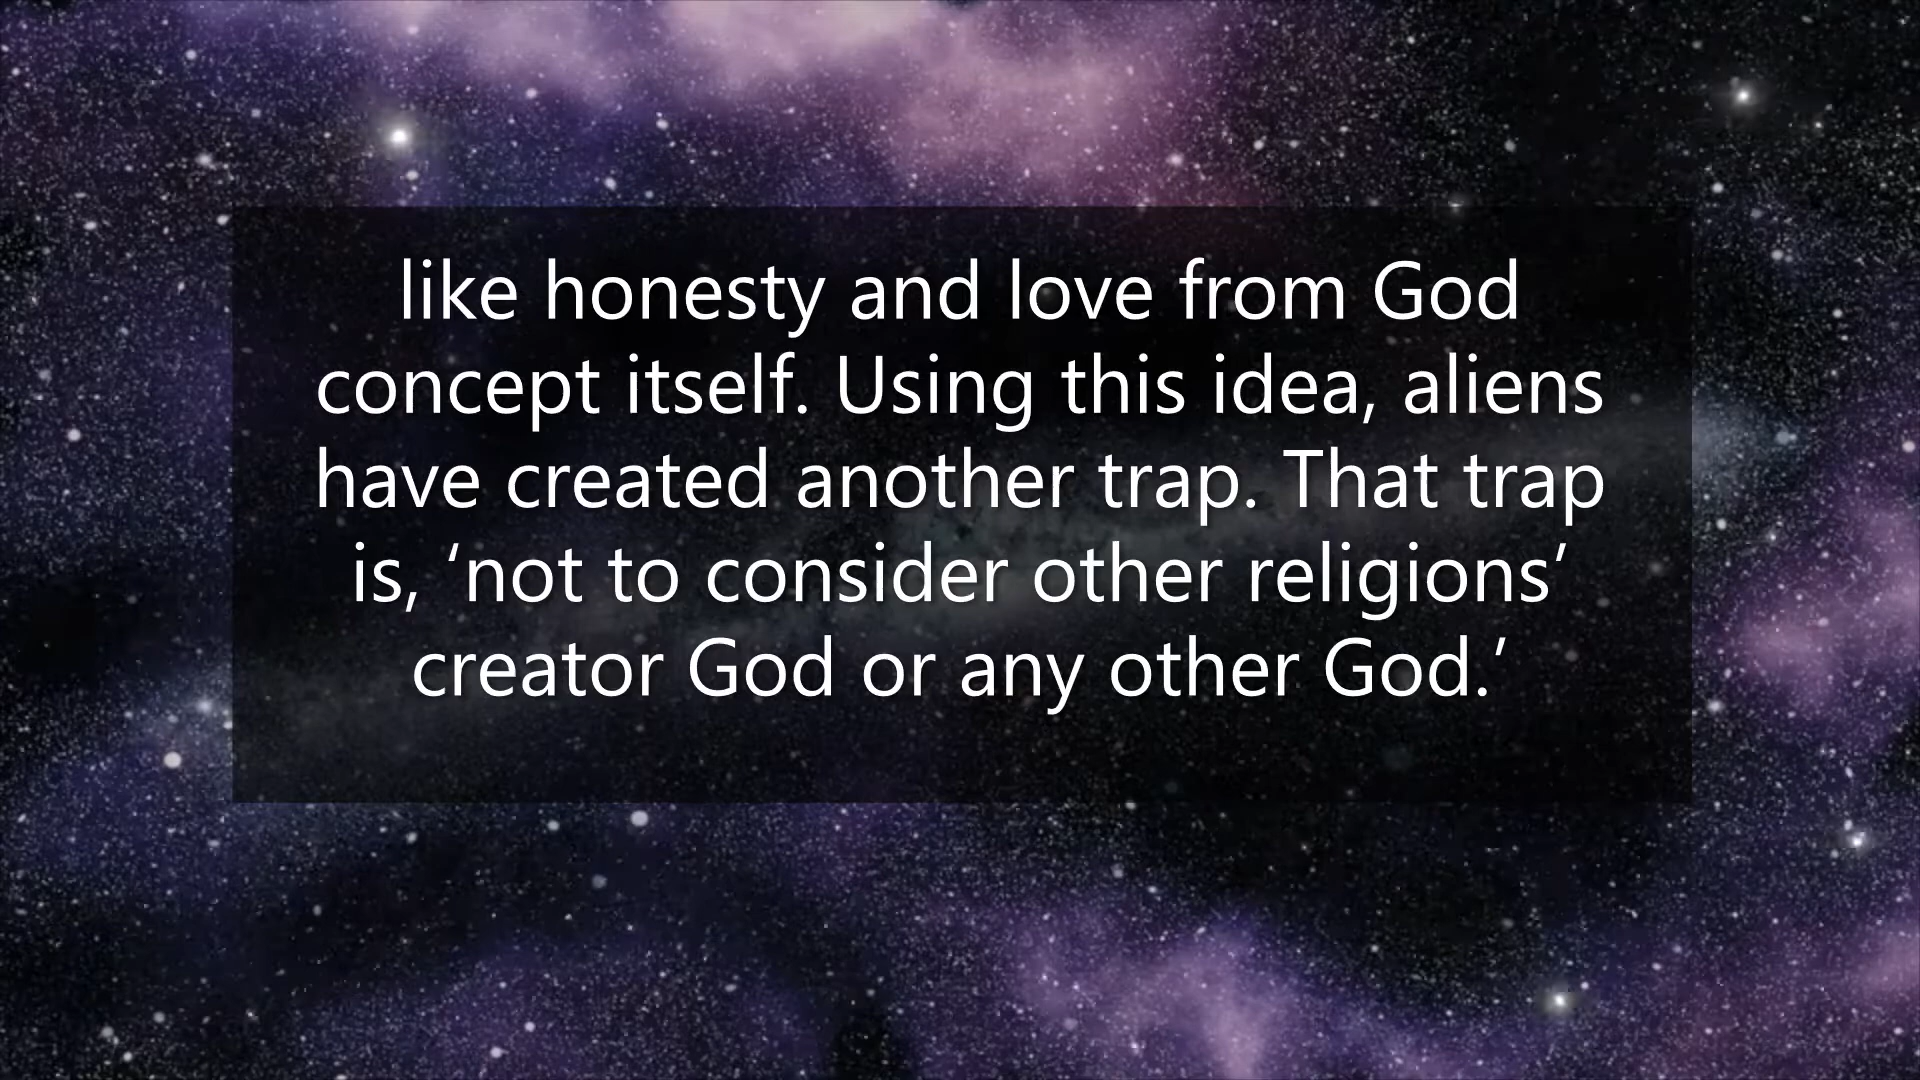 like honesty and love from God
concept itself. Using this idea, aliens
have created another trap. That trap
is, ‘not to consider other religions’
creator God or any other God.’